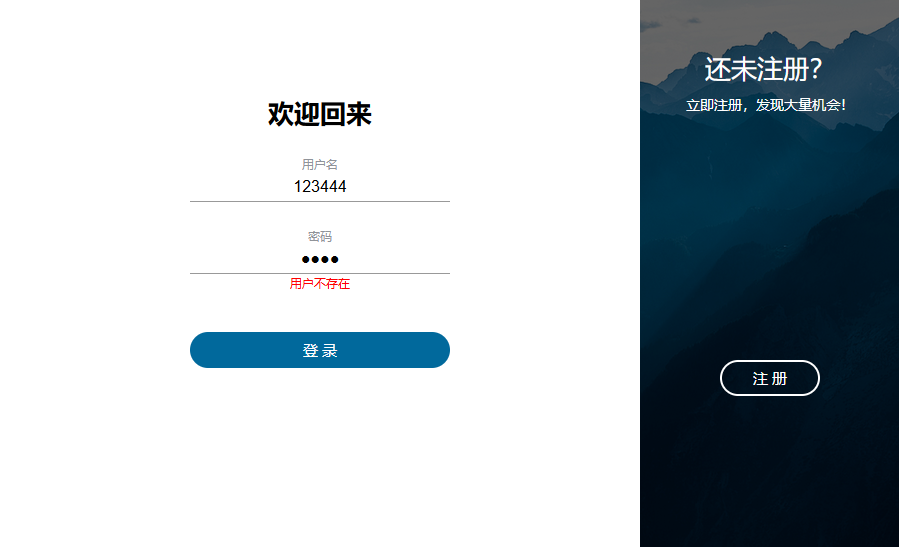 欢迎回来
用户名
123444
密码
••••
用户不存在
登录
还未注册？
立即注册，发现大量机会！
注册